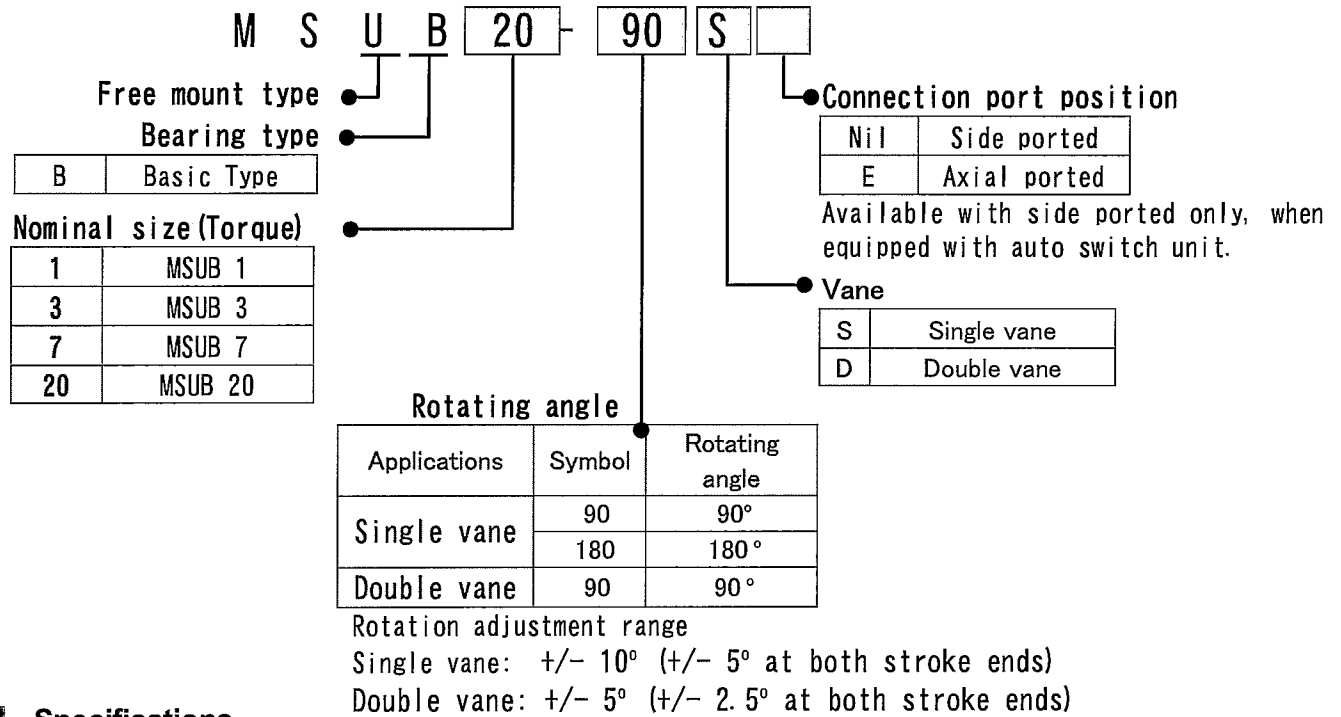 M S U B 20 - 90 S
Free mount type
Bearing type
B Basic Type
Nominal size(Torque)
1 MSUB 1
3 MSUB 3
7 MSUB 7
20 MSUB 20
Connection port position
Nil Side ported
E Axial ported
Available with side ported only, when
equipped with auto switch unit.
Vane
S Single vane
D Double vane
Rotating angle
Applications Symbol Rotating angle
Single vane 90 90°
180 180°
Double vane 90 90°
Rotation adjustment range
Single vane: +/- 10° (+/- 5° at both stroke ends)
Double vane: +/- 5° (+/- 2.5° at both stroke ends)
Specifications